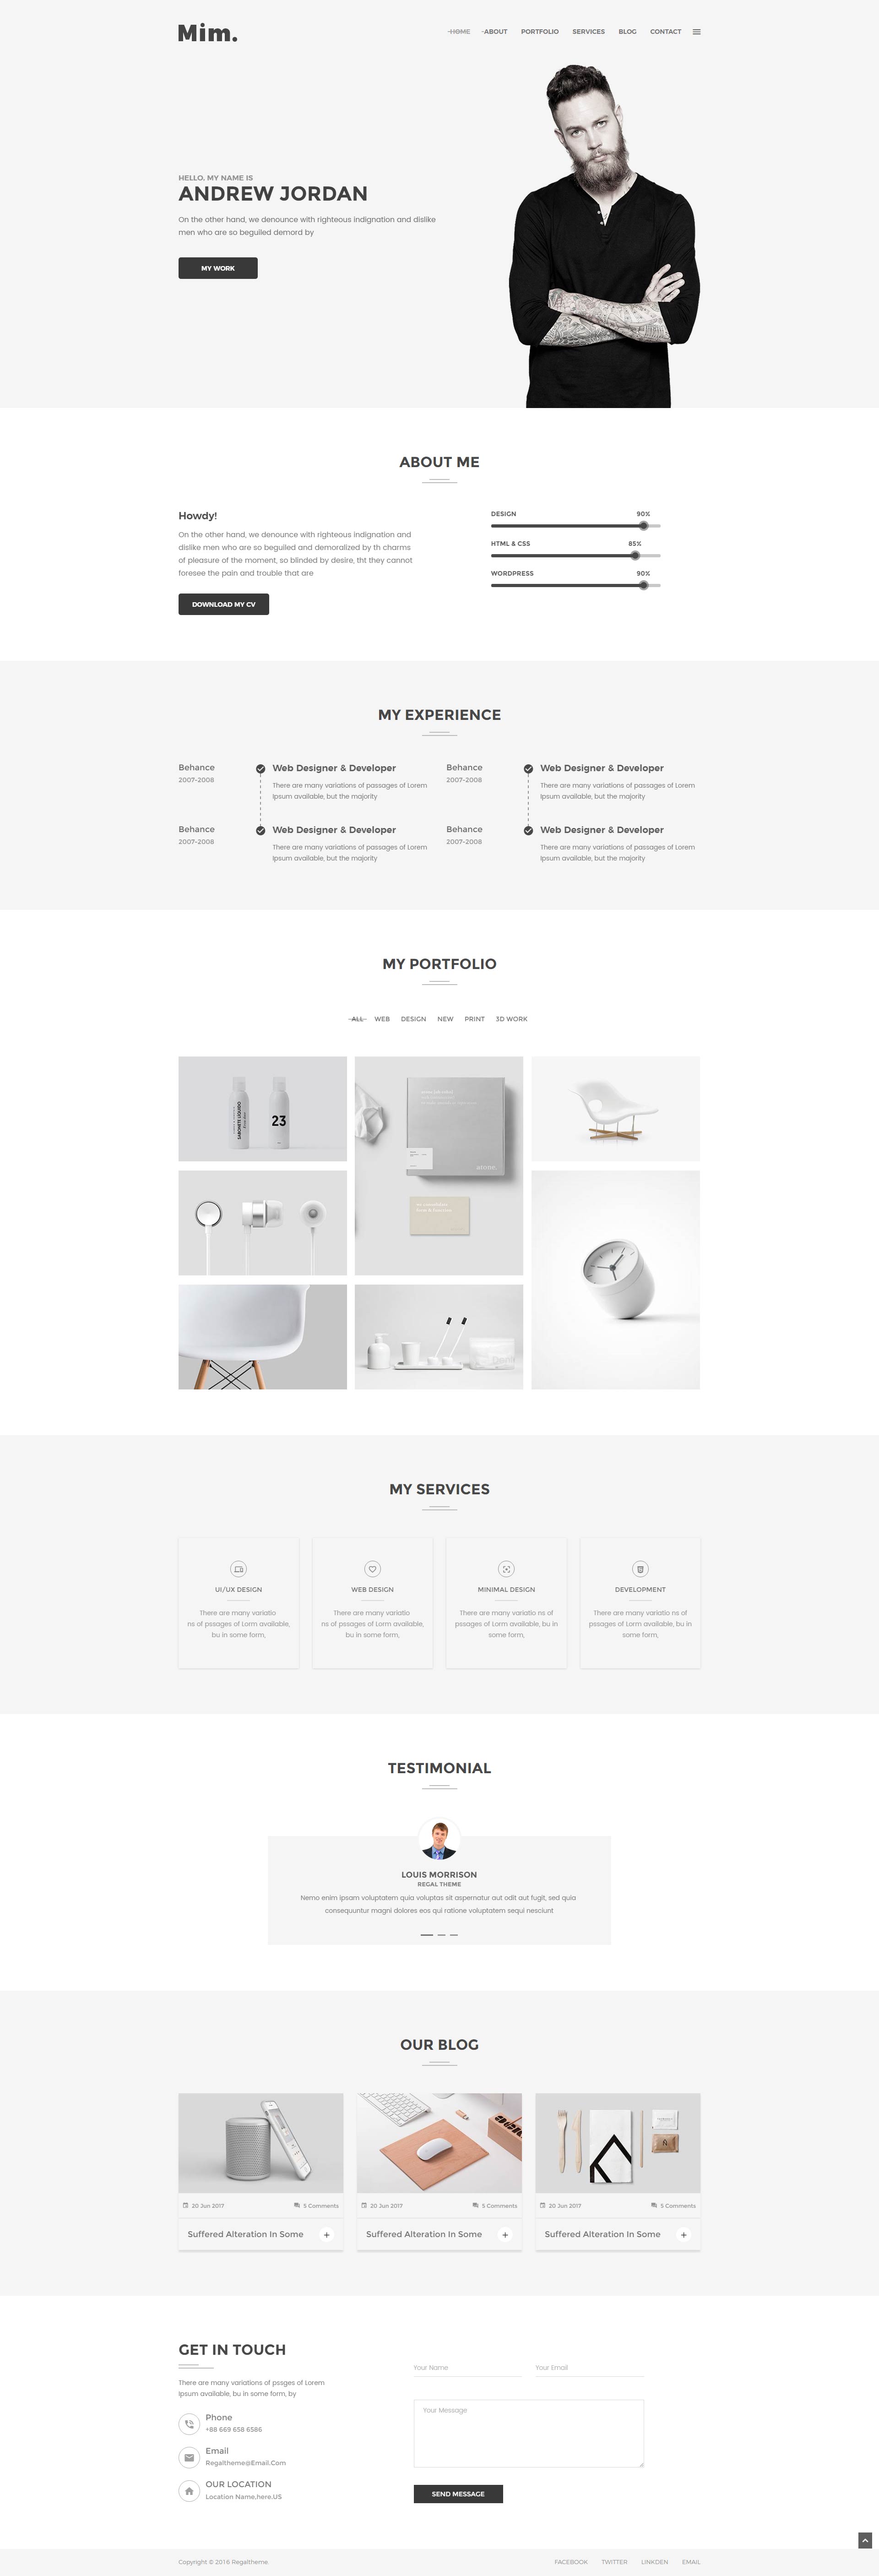 Mim.
HOME ABOUT PORTFOLIO SERVICES BLOG CONTACT
HELLO, MY NAME IS
ANDREW JORDAN
On the other hand, we denounce with righteous indignation and dislike
men who are so beguiled demord by
MY WORK
ABOUT ME
Howdy!
On the other hand, we denounce with righteous indignation and
dislike men who are so beguiled and demoralized by th charms
of pleasure of the moment, so blinded by desire, tht they cannot
foresee the pain and trouble that are
DOWNLOAD MY CV
DESIGN 90%
HTML & CSS 85%
WORDPRESS 90%
MY EXPERIENCE
Behance
2007-2008
Web Designer & Developer
There are many variations of passages of Lorem
Ipsum available, but the majority
Behance
2007-2008
Web Designer & Developer
There are many variations of passages of Lorem
Ipsum available, but the majority
Behance
2007-2008
Web Designer & Developer
There are many variations of passages of Lorem
Ipsum available, but the majority
Behance
2007-2008
Web Designer & Developer
There are many variations of passages of Lorem
Ipsum available, but the majority
MY PORTFOLIO
ALL WEB DESIGN NEW PRINT 3D WORK
23
MY SERVICES
UI/UX DESIGN
There are many variatio
ns of pssages of Lorm available,
bu in some form,
WEB DESIGN
There are many variatio
ns of pssages of Lorm available,
bu in some form,
MINIMAL DESIGN
There are many variatio ns of
pssages of Lorm available, bu in
some form,
DEVELOPMENT
There are many variatio ns of
pssages of Lorm available, bu in
some form,
TESTIMONIAL
LOUIS MORRISON
REGAL THEME
Nemo enim ipsam voluptatem quia voluptas sit aspernatur aut odit aut fugit, sed quia
consequuntur magni dolores eos qui ratione voluptatem sequi nesciunt
OUR BLOG
20 Jun 2017 5 Comments
Suffered Alteration In Some +
20 Jun 2017 5 Comments
Suffered Alteration In Some +
20 Jun 2017 5 Comments
Suffered Alteration In Some +
GET IN TOUCH
There are many variations of pssges of Lorem
Ipsum available, bu in some form, by
Phone
+88 669 658 6586
Email
Regaltheme@Email.Com
OUR LOCATION
Location Name,here.US
Your Name
Your Email
Your Message
SEND MESSAGE
Copyright © 2016 Regaltheme.
FACEBOOK TWITTER LINKDEN EMAIL